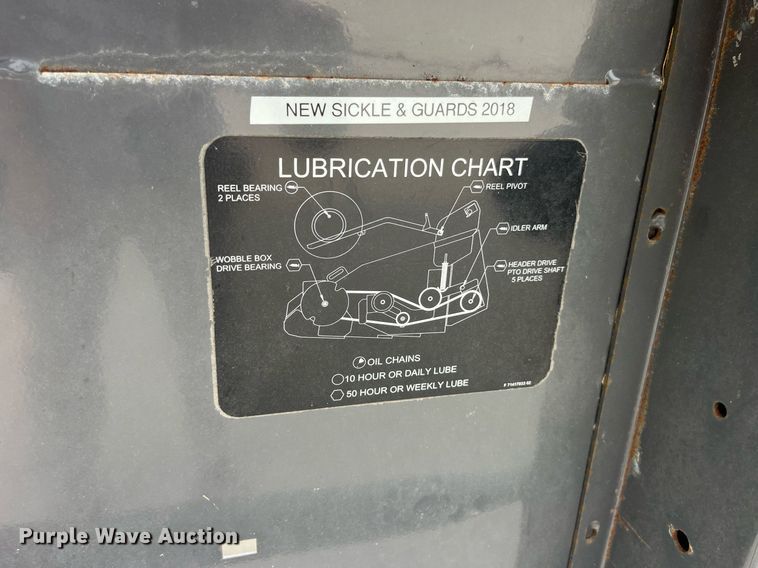 NEW SICKLE & GUARDS 2018
LUBRICATION CHART
REEL BEARING
2 PLACES
REEL PIVOT
IDLER ARM
WOBBLE BOX
DRIVE BEARING
HEADER DRIVE
PTO DRIVE SHAFT
5 PLACES
OIL CHAINS
10 HOUR OR DAILY LUBE
50 HOUR OR WEEKLY LUBE
Purple Wave Auction